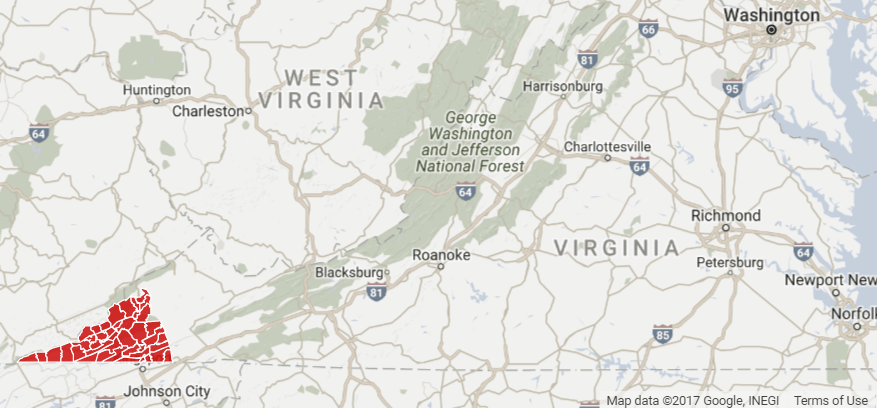 Washington
66
81
WEST
VIRGINIA
Huntington
Harrisonburg
95
Charleston
George
Washington
and Jefferson
National Forest
64
Charlottesville
64
64
Richmond
VIRGINIA
Roanoke
64
Petersburg
Blacksburg
Newport New
81
Norfolk
85
Johnson City
81
Map data ©2017 Google, INEGI Terms of Use